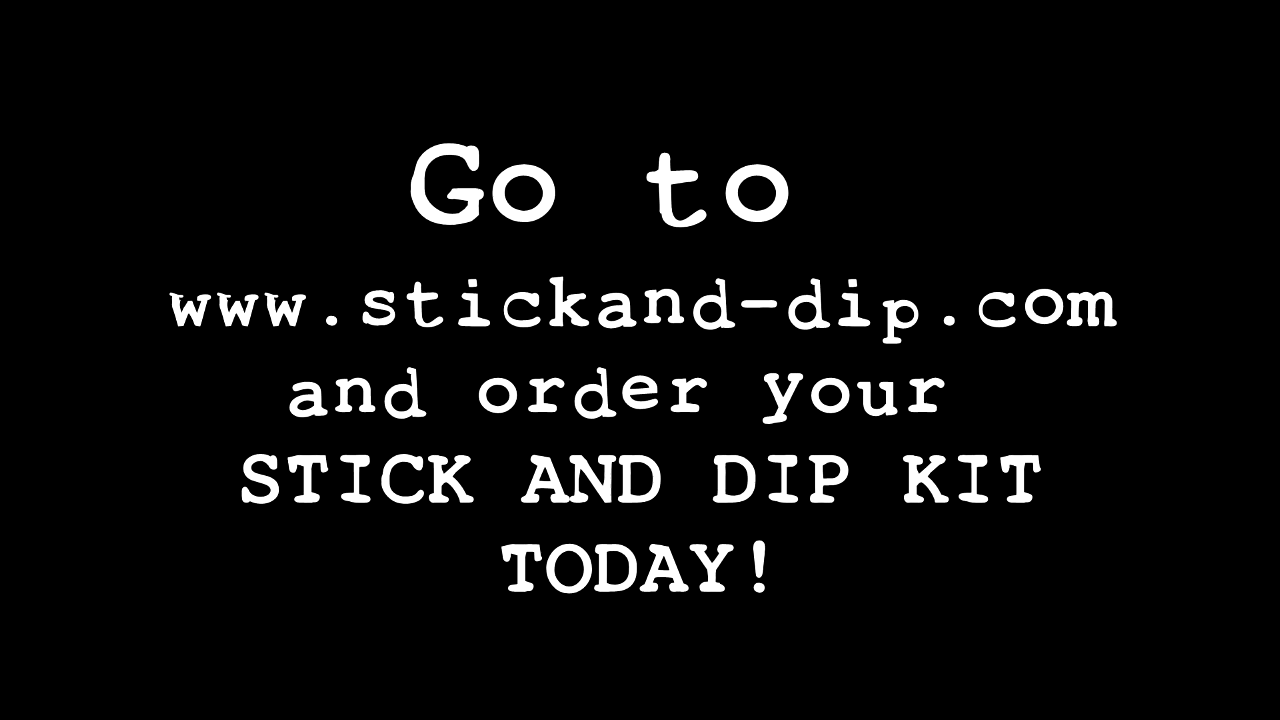 Go to
www.stickand-dip.com
and order your
STICK AND DIP KIT
TODAY!